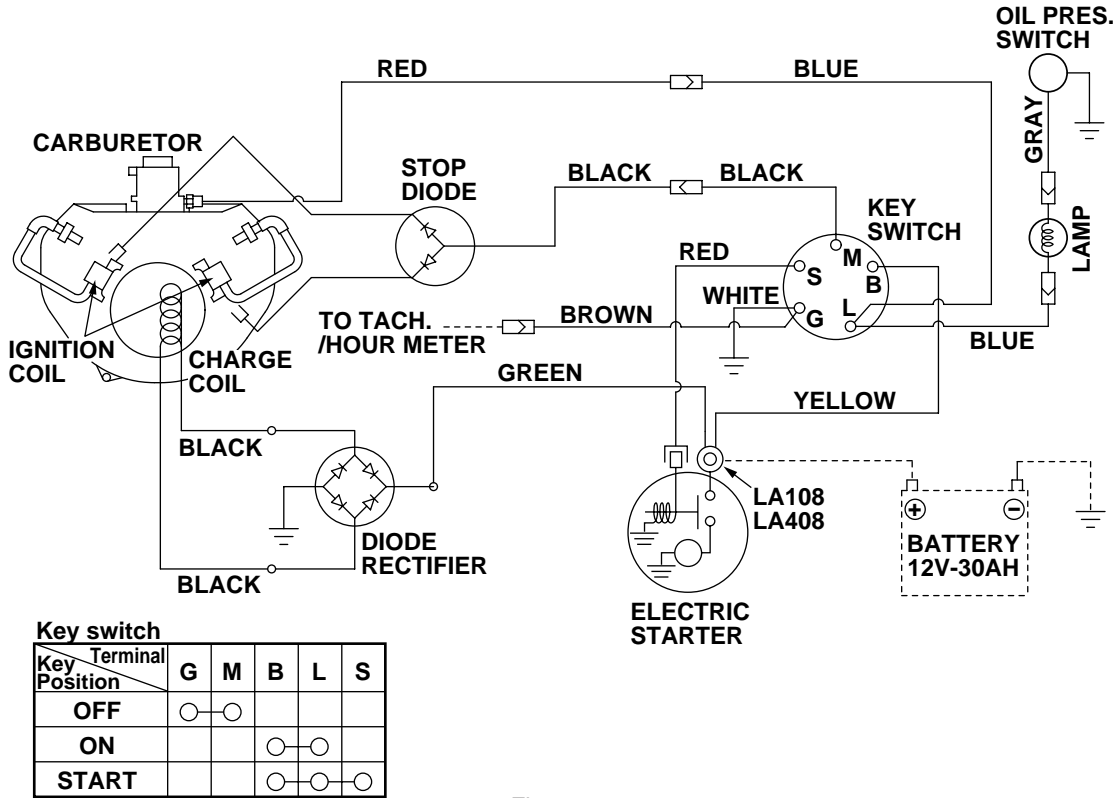 OIL PRES.
SWITCH
RED
BLUE
GRAY
CARBURETOR
STOP
DIODE
BLACK
BLACK
KEY
SWITCH
LAMP
RED
M
S
B
WHITE
L
G
TO TACH.
/HOUR METER
BROWN
BLUE
IGNITION
COIL
CHARGE
COIL
GREEN
YELLOW
BLACK
LA108
LA408
+
−
BATTERY
12V-30AH
DIODE
RECTIFIER
BLACK
ELECTRIC
STARTER
Key switch
Key Position Terminal G M B L S
OFF
ON
START